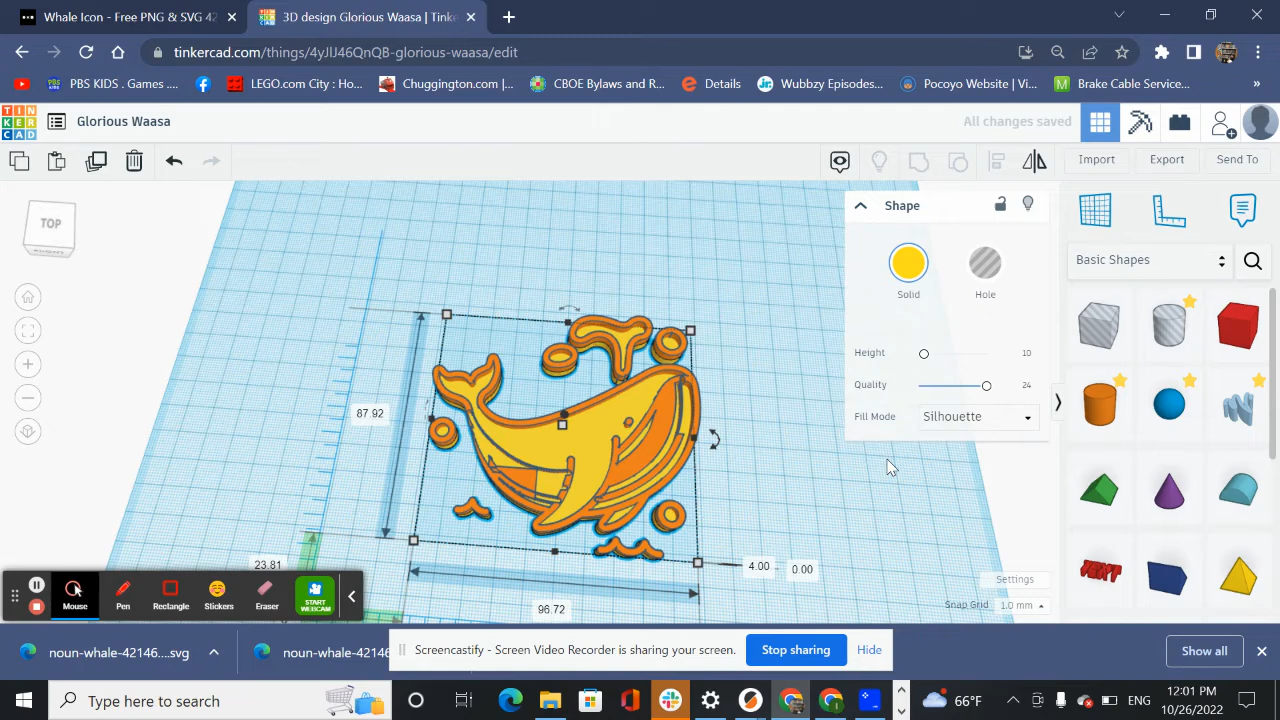 Whale Icon - Free PNG & SVG 42
3D design Glorious Waasa | Tink
tinkercad.com/things/4yJlJ46QnQB-glorious-waasa/edit
PBS KIDS . Games ....
LEGO.com City : Ho...
Chuggington.com |...
CBOE Bylaws and R...
Details
Wubbzy Episodes...
Pocoyo Website | Vi...
Brake Cable Service...
»
TIN
KER
CAD
Glorious Waasa
All changes saved
Import
Export
Send To
TOP
Shape
Solid
Hole
Height
10
Quality
24
Fill Mode
Silhouette
Basic Shapes
TEXT
87.92
23.81
4.00
0.00
96.72
Settings
Snap Grid
1.0 mm
Mouse
Pen
Rectangle
Stickers
Eraser
START
WEBCAM
noun-whale-42146....svg
noun-whale-42146
Screencastify - Screen Video Recorder is sharing your screen.
Stop sharing
Hide
Show all
Type here to search
66°F
ENG
12:01 PM
10/26/2022